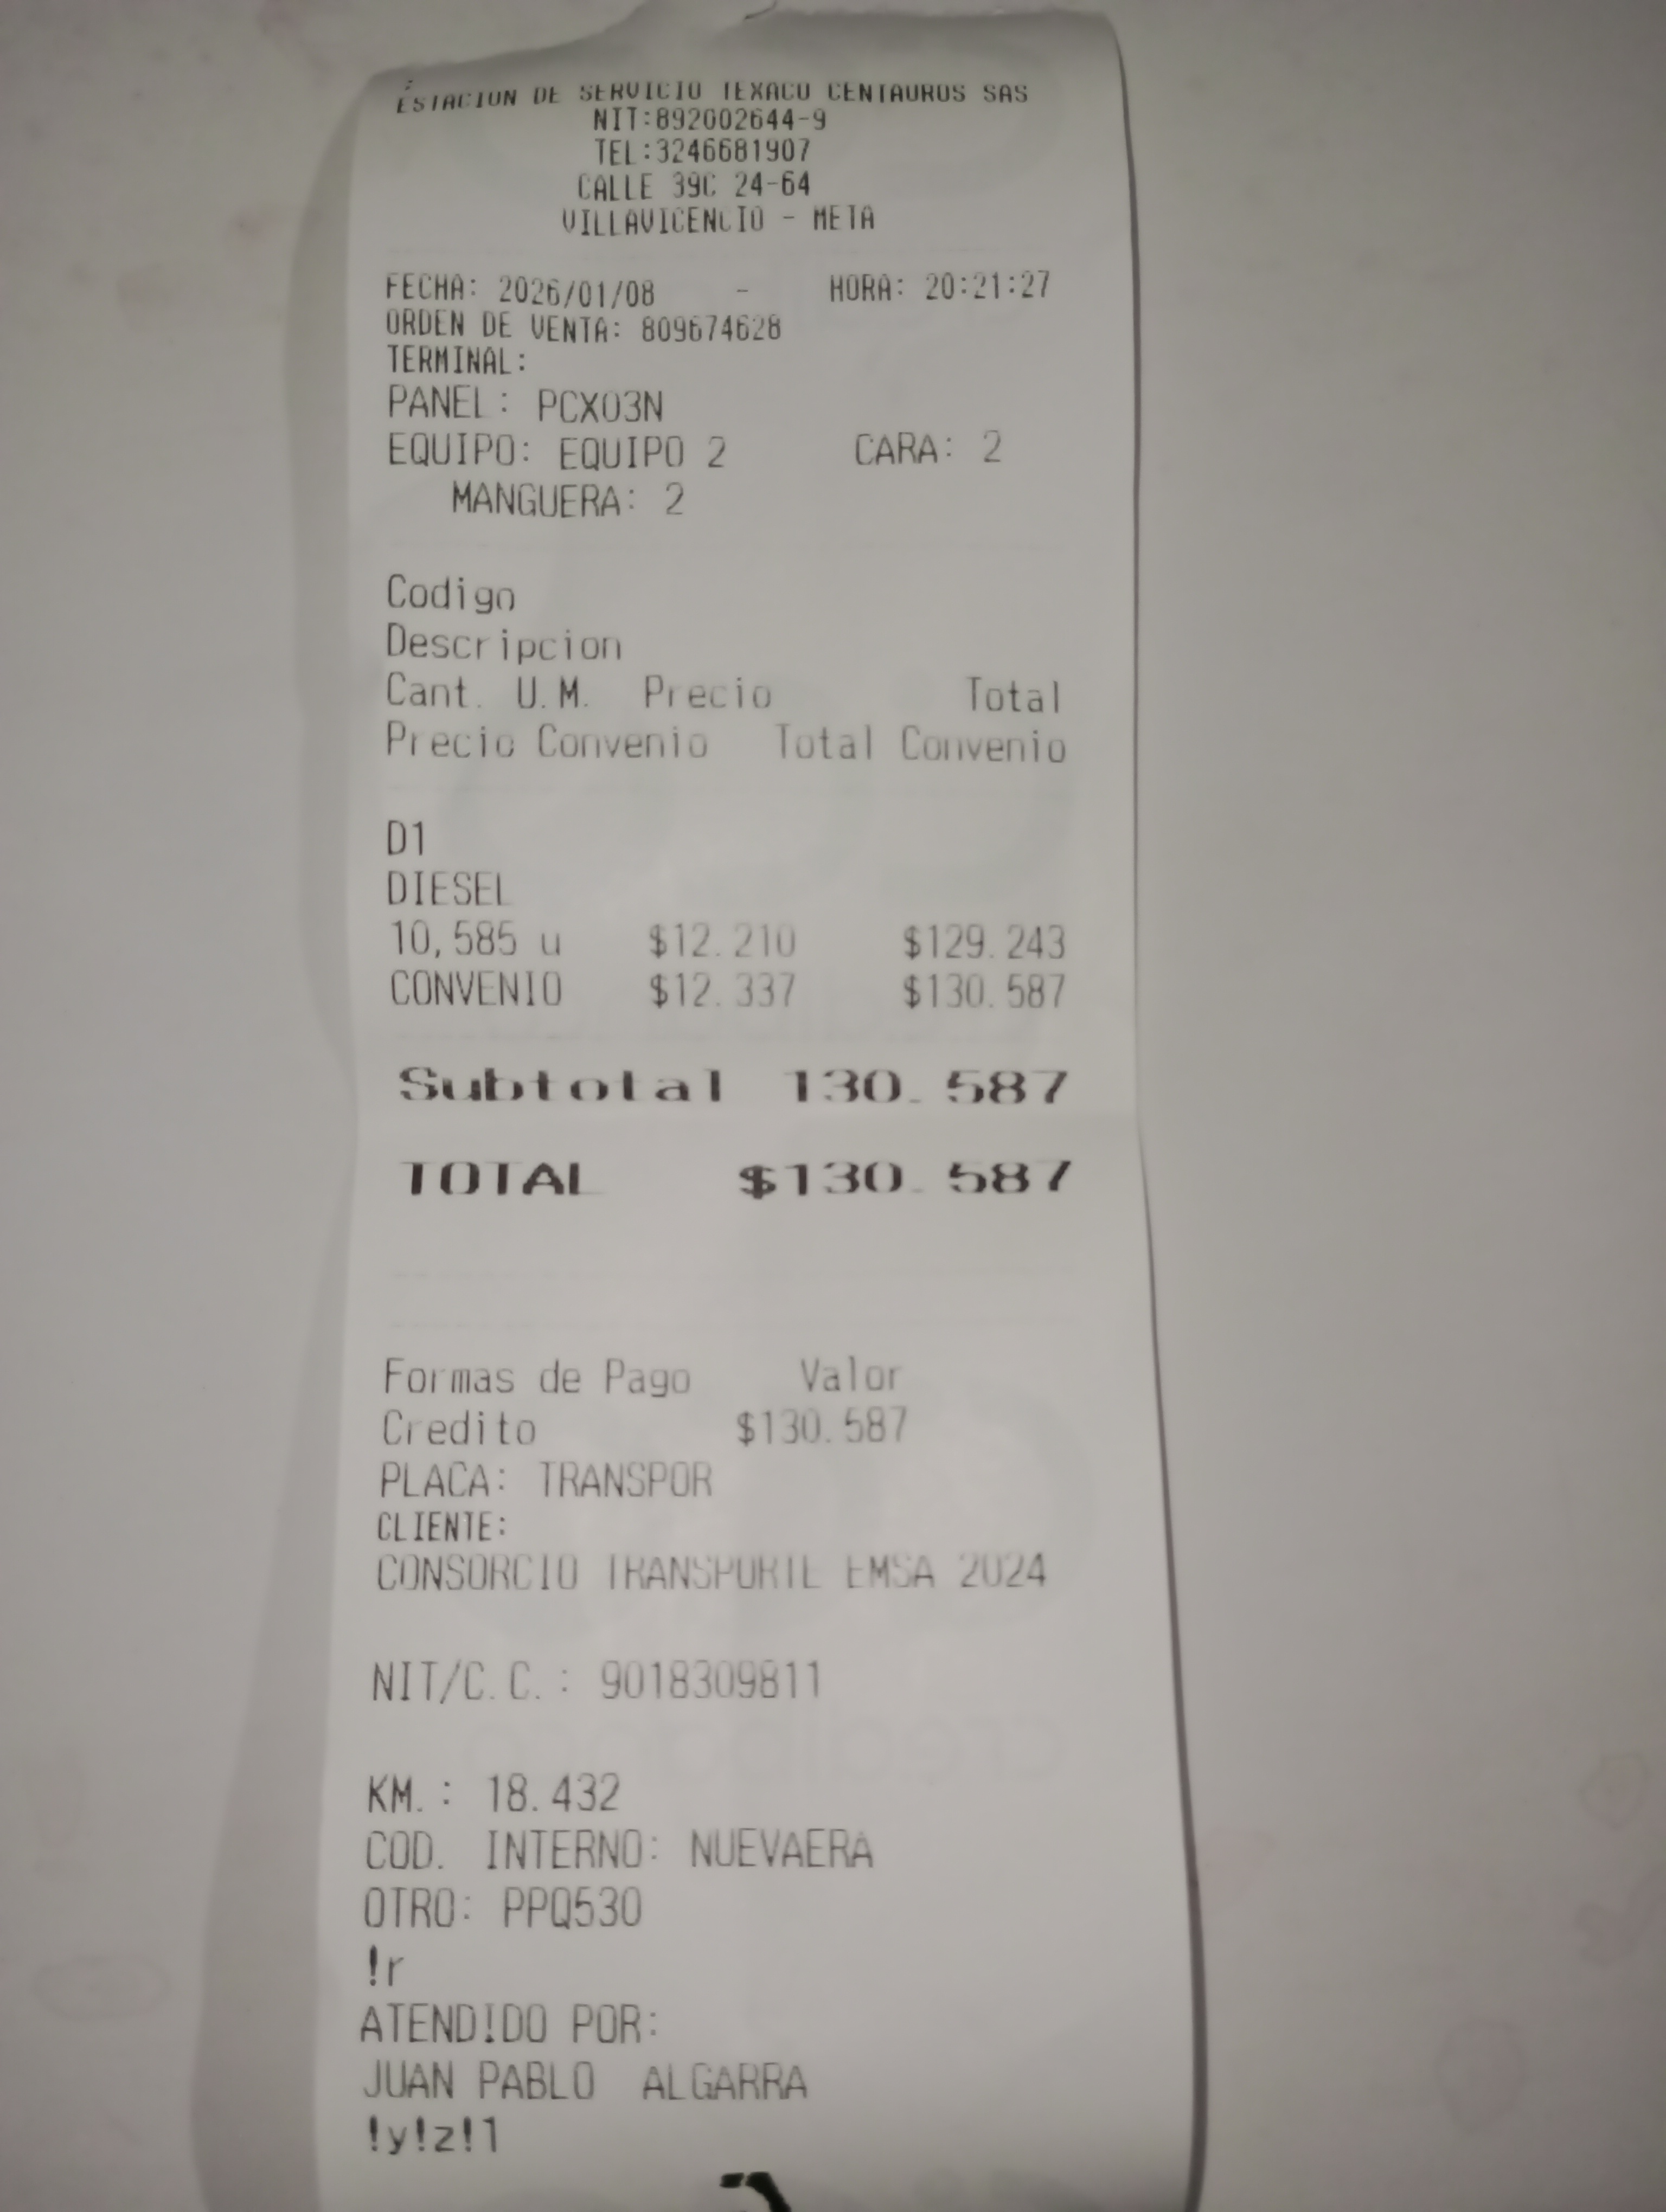 ESTACION DE SERVICIO TEXACO CENTAUROS SAS
NIT:892002644-9
TEL:3246681907
CALLE 39C 24-64
VILLAVICENCIO - META
FECHA: 2026/01/08 - HORA: 20:21:27
ORDEN DE VENTA: 809674628
TERMINAL:
PANEL: PCX03N
EQUIPO: EQUIPO 2 CARA: 2
MANGUERA: 2
Codigo
Descripcion
Cant. U.M. Precio Total
Precio Convenio Total Convenio
D1
DIESEL
10,585 u $12.210 $129.243
CONVENIO $12.337 $130.587
Subtotal 130.587
TOTAL $130.587
Formas de Pago Valor
Credito $130.587
PLACA: TRANSPOR
CLIENTE:
CONSORCIO TRANSPORTE EMSA 2024
NIT/C.C.: 9018309811
KM.: 18.432
COD. INTERNO: NUEVAERA
OTRO: PPQ530
!r
ATENDIDO POR:
JUAN PABLO ALGARRA
!y!z!1